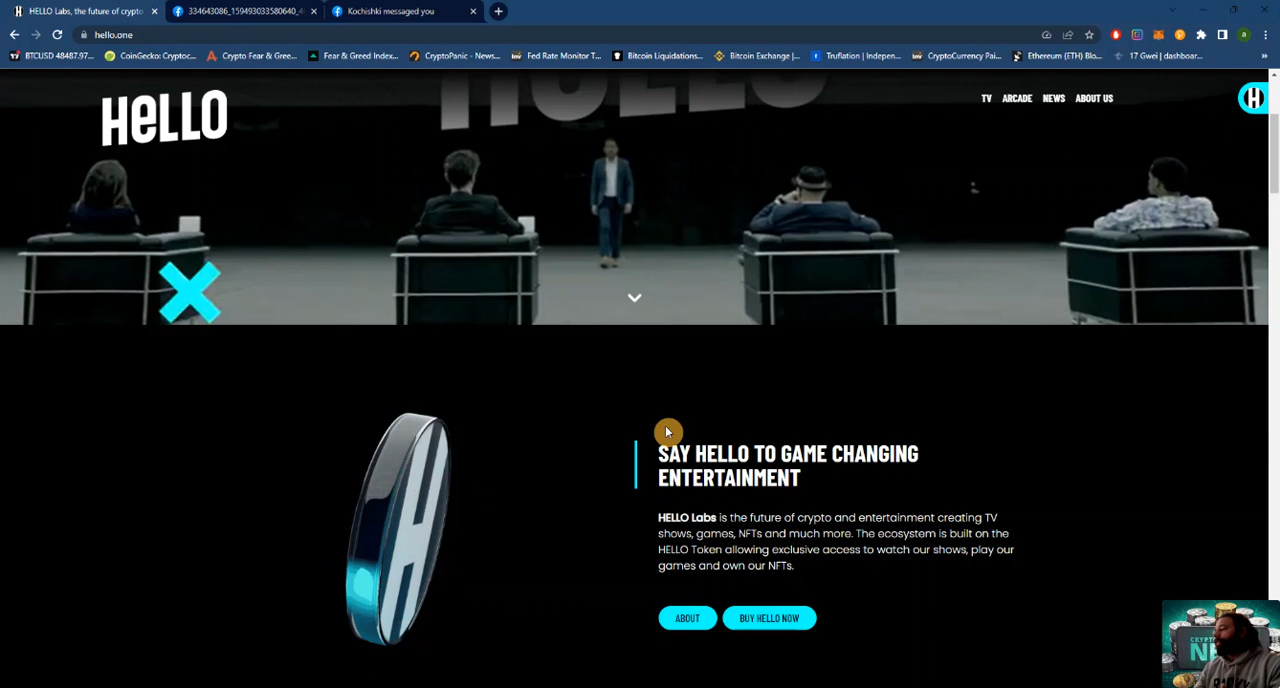 HELLO Labs, the future of crypto
334643086_159493033580640_4
Kochishki messaged you
hello.one
BTCUSD 48487.97...
CoinGecko: Cryptoc...
Crypto Fear & Gree...
Fear & Greed Index...
CryptoPanic - News...
Fed Rate Monitor T...
Bitcoin Liquidations...
Bitcoin Exchange |...
Truflation | Indepen...
CryptoCurrency Pai...
Ethereum (ETH) Blo...
17 Gwei | dashboar...
HELLO
HeLLO
TV
ARCADE
NEWS
ABOUT US
SAY HELLO TO GAME CHANGING
ENTERTAINMENT
HELLO Labs is the future of crypto and entertainment creating TV
shows, games, NFTs and much more. The ecosystem is built on the
HELLO Token allowing exclusive access to watch our shows, play our
games and own our NFTs.
ABOUT
BUY HELLO NOW